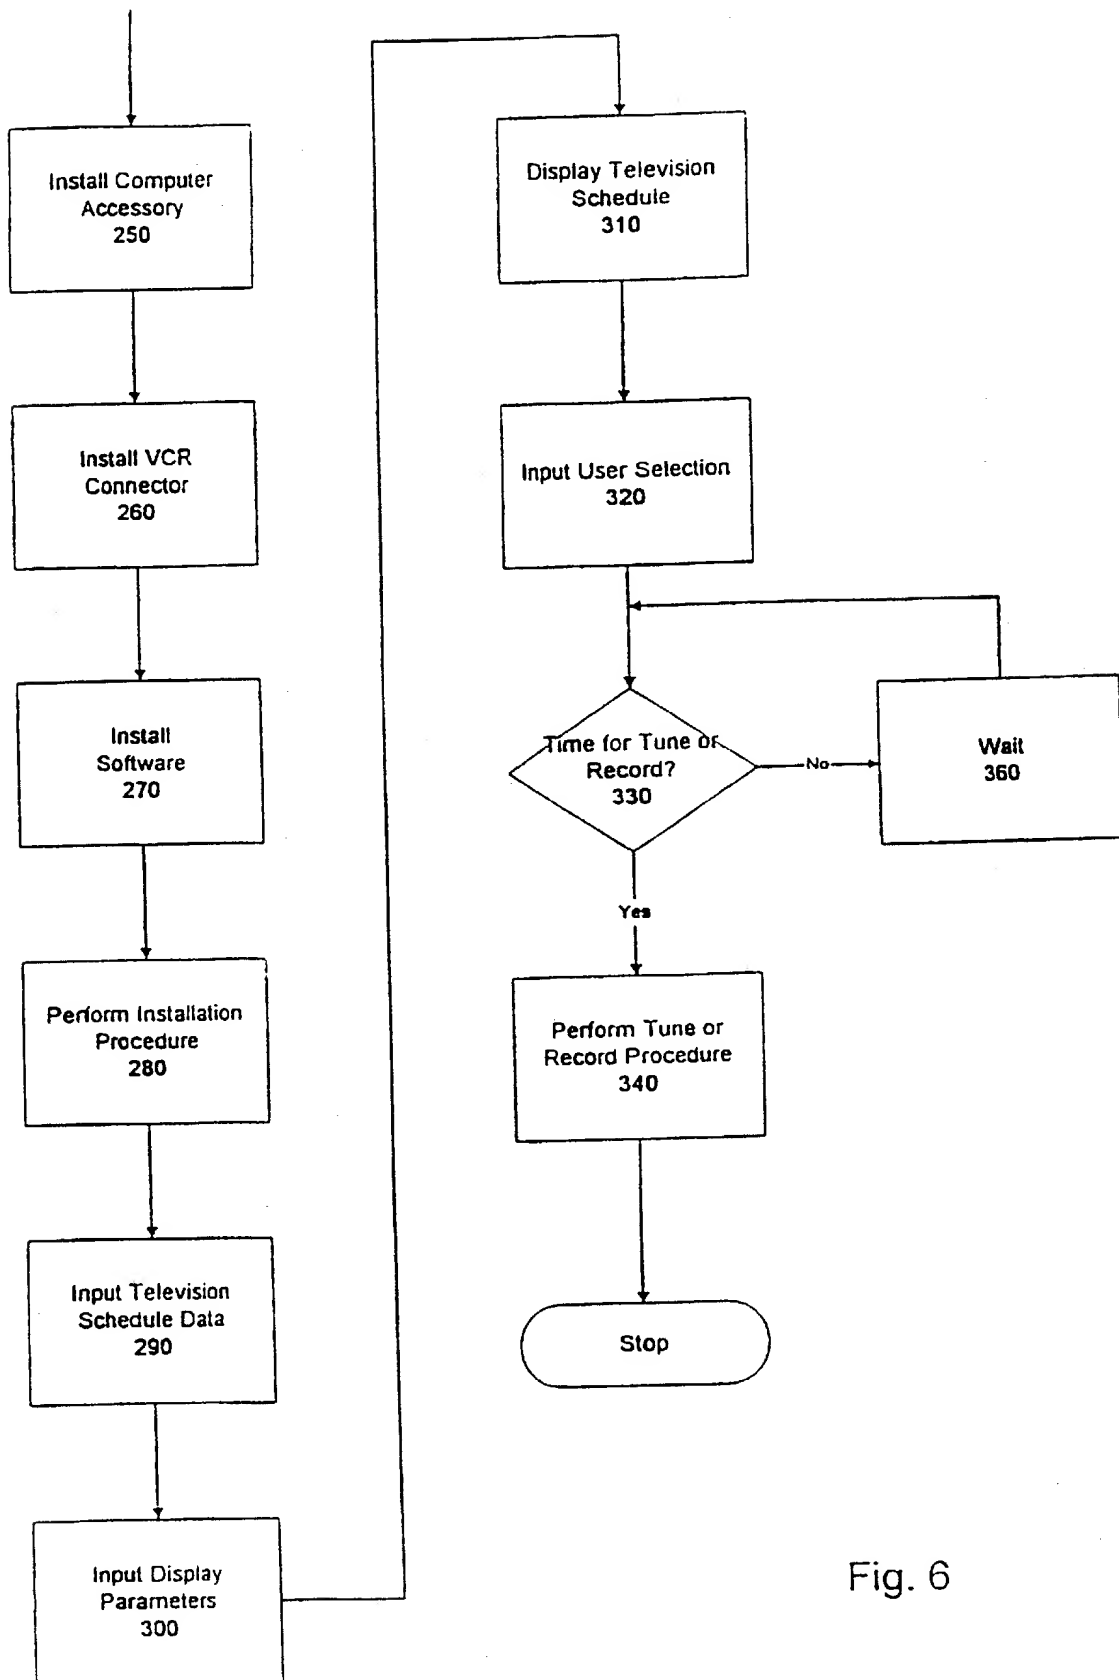 Install Computer
Accessory
250
Install VCR
Connector
260
Install
Software
270
Perform Installation
Procedure
280
Input Television
Schedule Data
290
Input Display
Parameters
300
Display Television
Schedule
310
Input User Selection
320
Time for Tune or
Record?
330
No
Wait
360
Yes
Perform Tune or
Record Procedure
340
Stop
Fig. 6